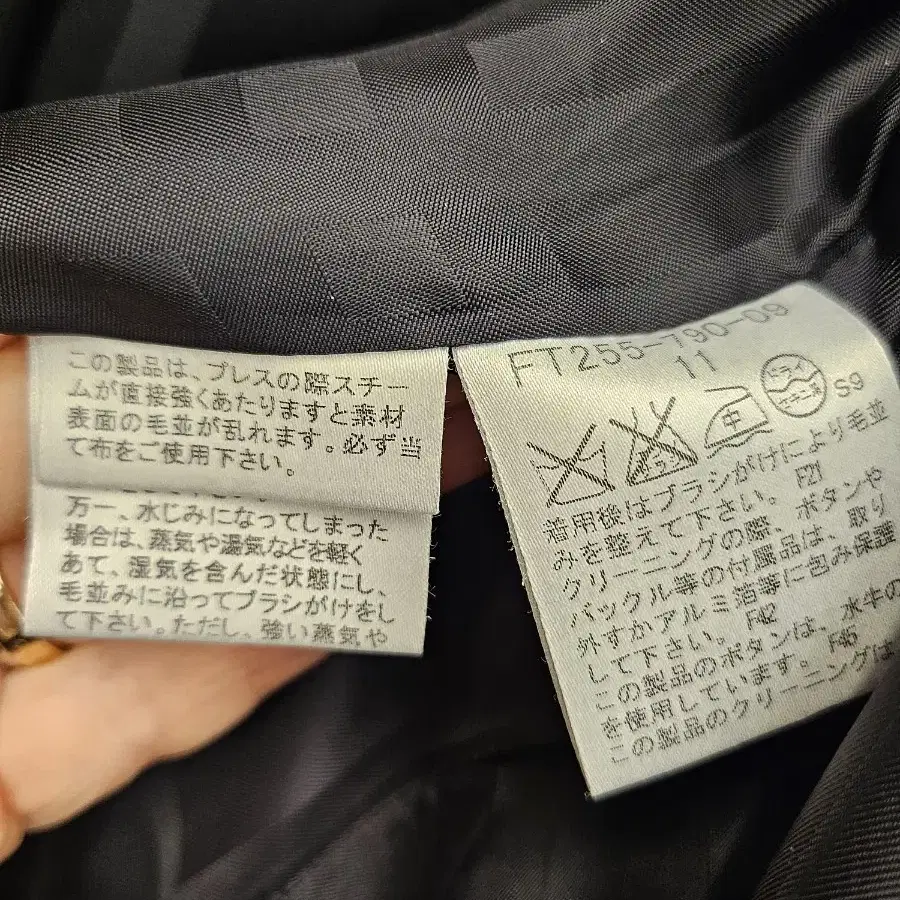 この製品は、プレスの際スチー
ムが直接強くあたりますと素材
表面の毛並が乱れます。必ず当
て布をご使用下さい。
万一、水じみになってしまった
場合は、蒸気や湯気などを軽く
あて、湿気を含んだ状態にし、
毛並みに沿ってブラシがけをし
て下さい。ただし、強い蒸気や
FT255-790-09
11
中
ドライ
S9
着用後はブラシがけにより毛並
みを整えて下さい。 F21
クリーニングの際、ボタンや
バックル等の付属品は、取り
外すかアルミ箔等に包み保護
して下さい。 F42
この製品のボタンは、水牛の
を使用しています。 F45
この製品のクリーニングは